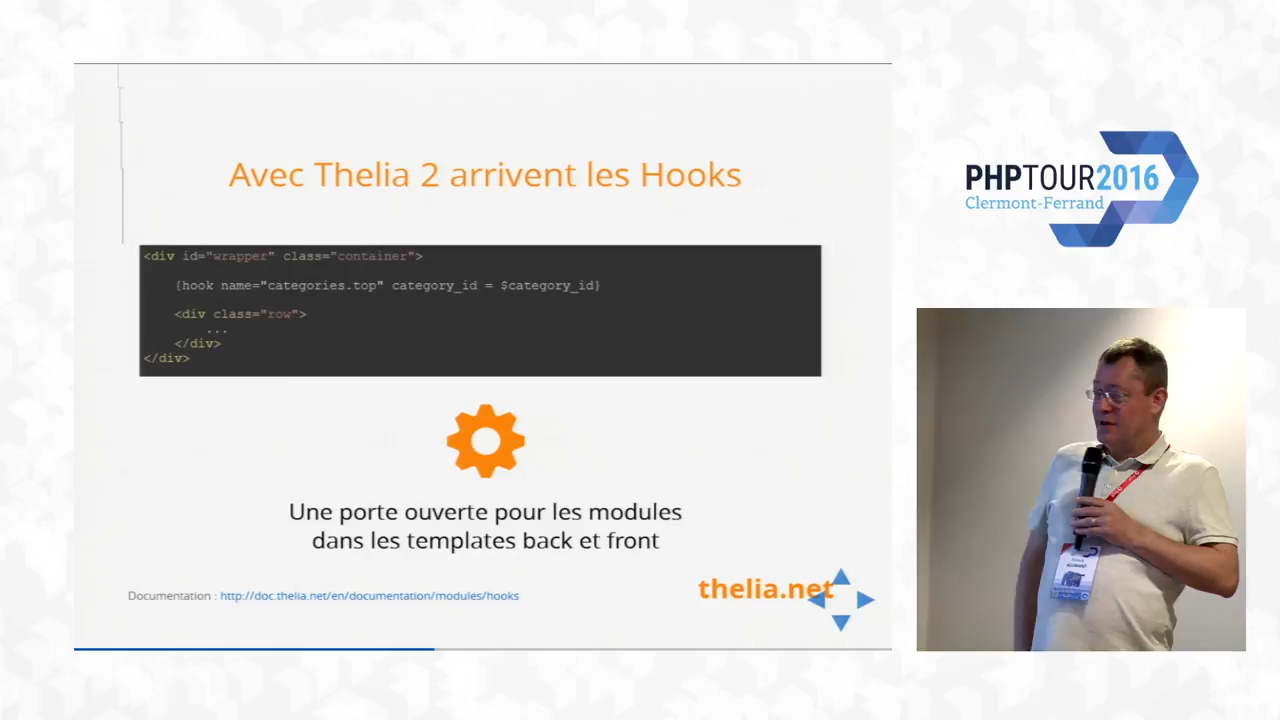 Avec Thelia 2 arrivent les Hooks
<div id="wrapper" class="container">
{hook name="categories.top" category_id = $category_id}
<div class="row">
...
</div>
</div>
Une porte ouverte pour les modules
dans les templates back et front
Documentation : http://doc.thelia.net/en/documentation/modules/hooks
thelia.net
PHPTOUR2016
Clermont-Ferrand